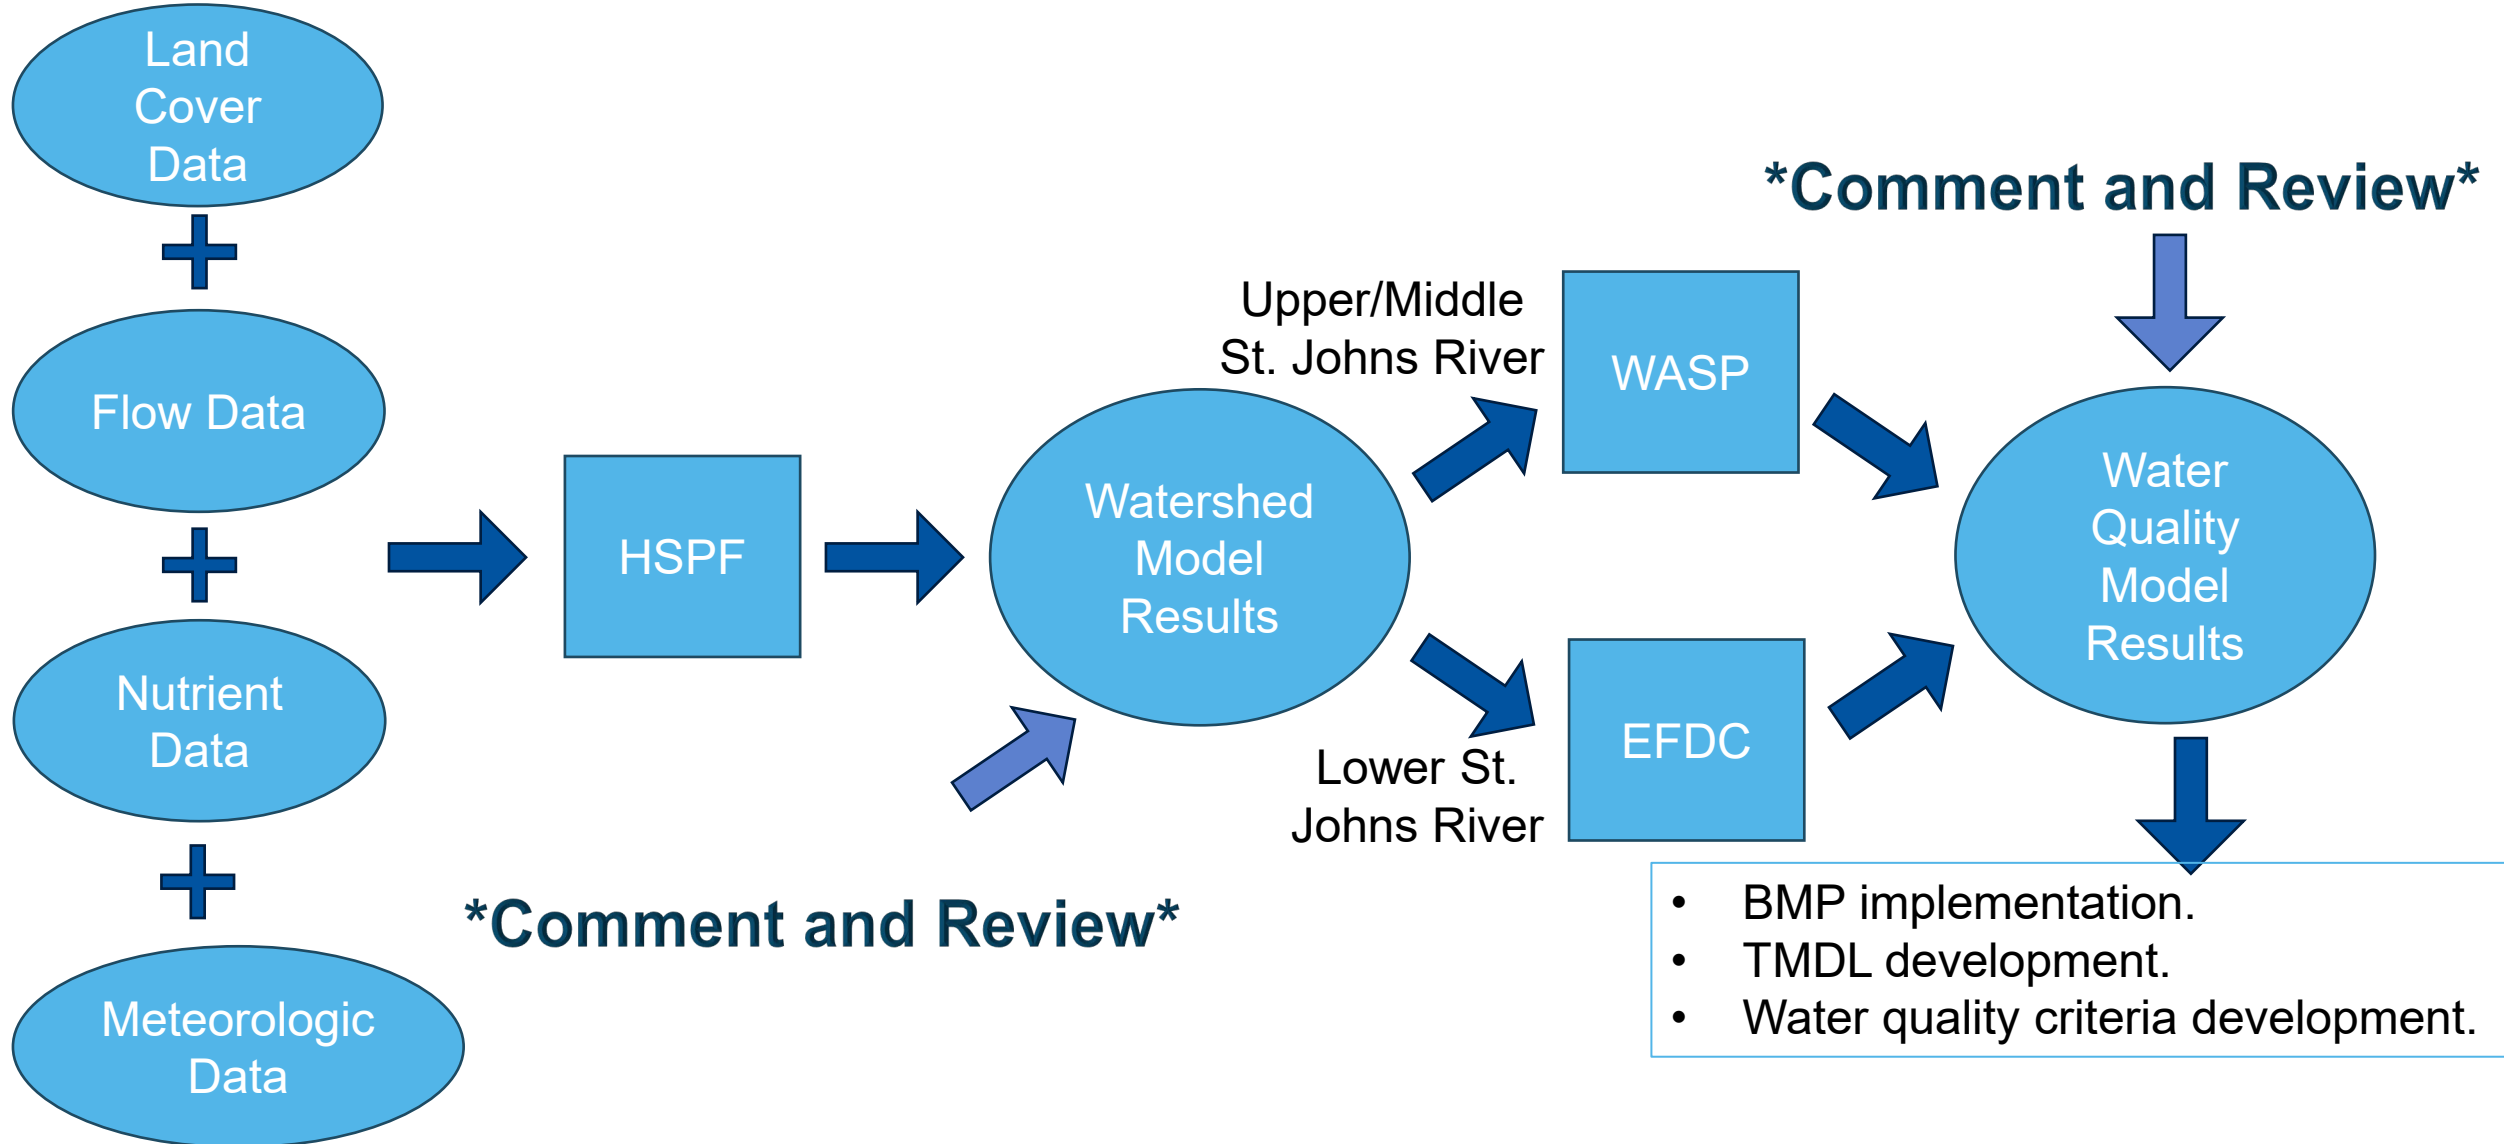 Land
Cover
Data
Flow Data
Nutrient
Data
Meteorologic
Data
HSPF
*Comment and Review*
Watershed
Model
Results
Upper/Middle
St. Johns River
WASP
Lower St.
Johns River
EFDC
*Comment and Review*
Water
Quality
Model
Results
• BMP implementation.
• TMDL development.
• Water quality criteria development.